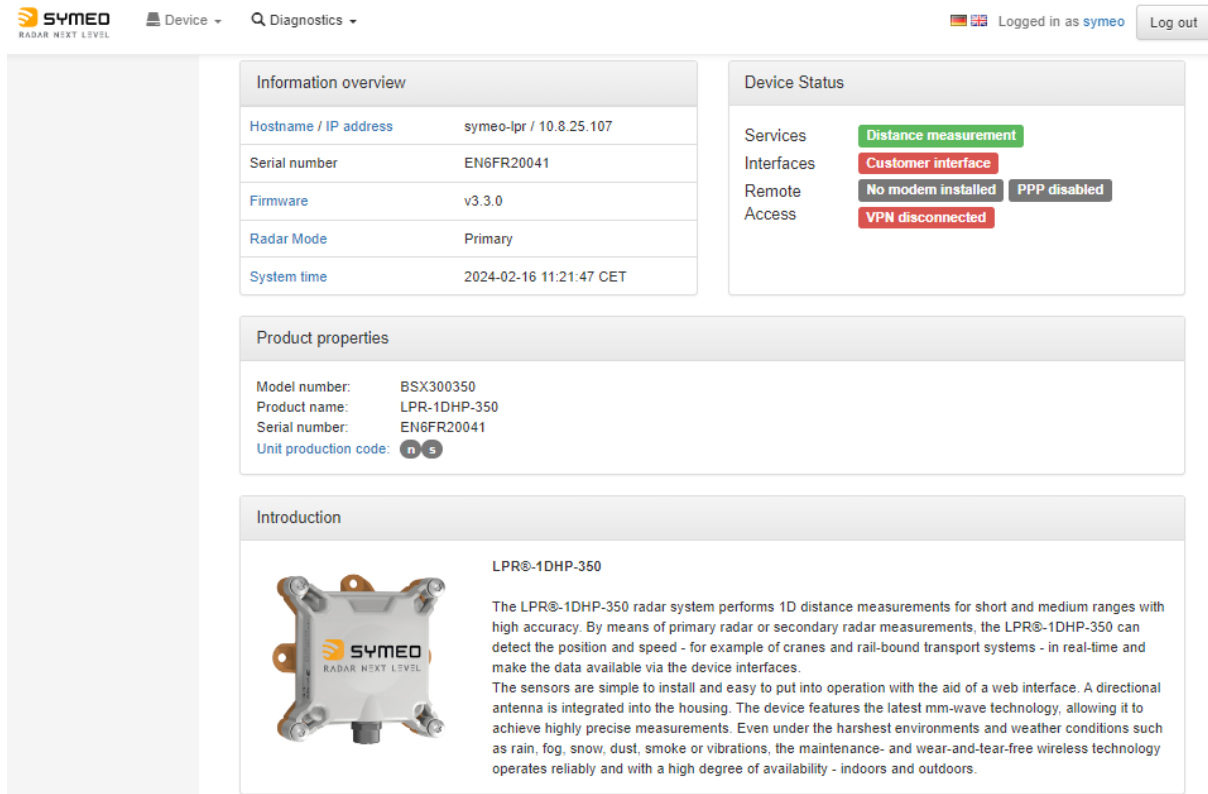 SYMEO
RADAR NEXT LEVEL
Device
Diagnostics
Logged in as symeo
Log out
Information overview
Hostname / IP address symeo-lpr / 10.8.25.107
Serial number EN6FR20041
Firmware v3.3.0
Radar Mode Primary
System time 2024-02-16 11:21:47 CET
Device Status
Services Distance measurement
Interfaces Customer interface
Remote No modem installed PPP disabled
Access VPN disconnected
Product properties
Model number: BSX300350
Product name: LPR-1DHP-350
Serial number: EN6FR20041
Unit production code: n s
Introduction
SYMEO
RADAR NEXT LEVEL
LPR®-1DHP-350
The LPR®-1DHP-350 radar system performs 1D distance measurements for short and medium ranges with
high accuracy. By means of primary radar or secondary radar measurements, the LPR®-1DHP-350 can
detect the position and speed - for example of cranes and rail-bound transport systems - in real-time and
make the data available via the device interfaces.
The sensors are simple to install and easy to put into operation with the aid of a web interface. A directional
antenna is integrated into the housing. The device features the latest mm-wave technology, allowing it to
achieve highly precise measurements. Even under the harshest environments and weather conditions such
as rain, fog, snow, dust, smoke or vibrations, the maintenance- and wear-and-tear-free wireless technology
operates reliably and with a high degree of availability - indoors and outdoors.